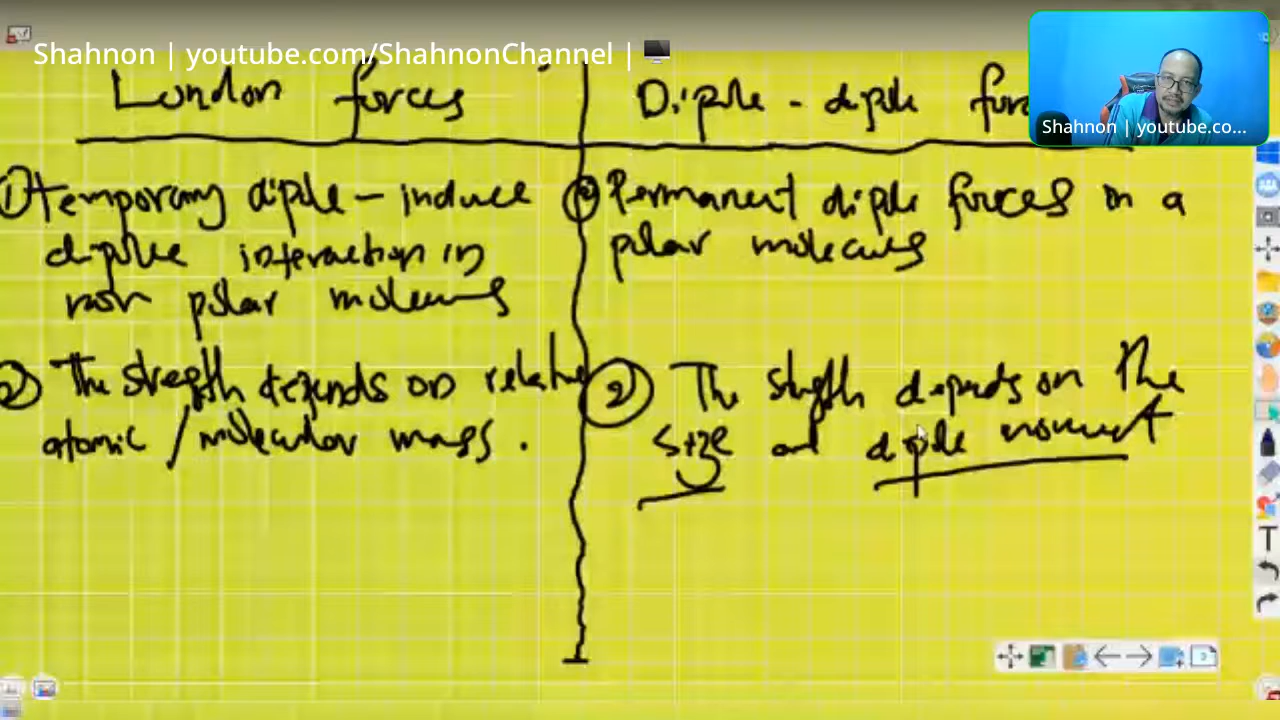 Shahnon | youtube.com/ShahnonChannel | 🖥️
Shahnon | youtube.co...
London forces
① temporary dipole - induce
dipole interaction in
non polar molecules
② The strength depends on relative
atomic / molecular mass.
Dipole - dipole
① Permanent dipole forces in a
polar molecules
② The strength depends on the
size and dipole moment
T